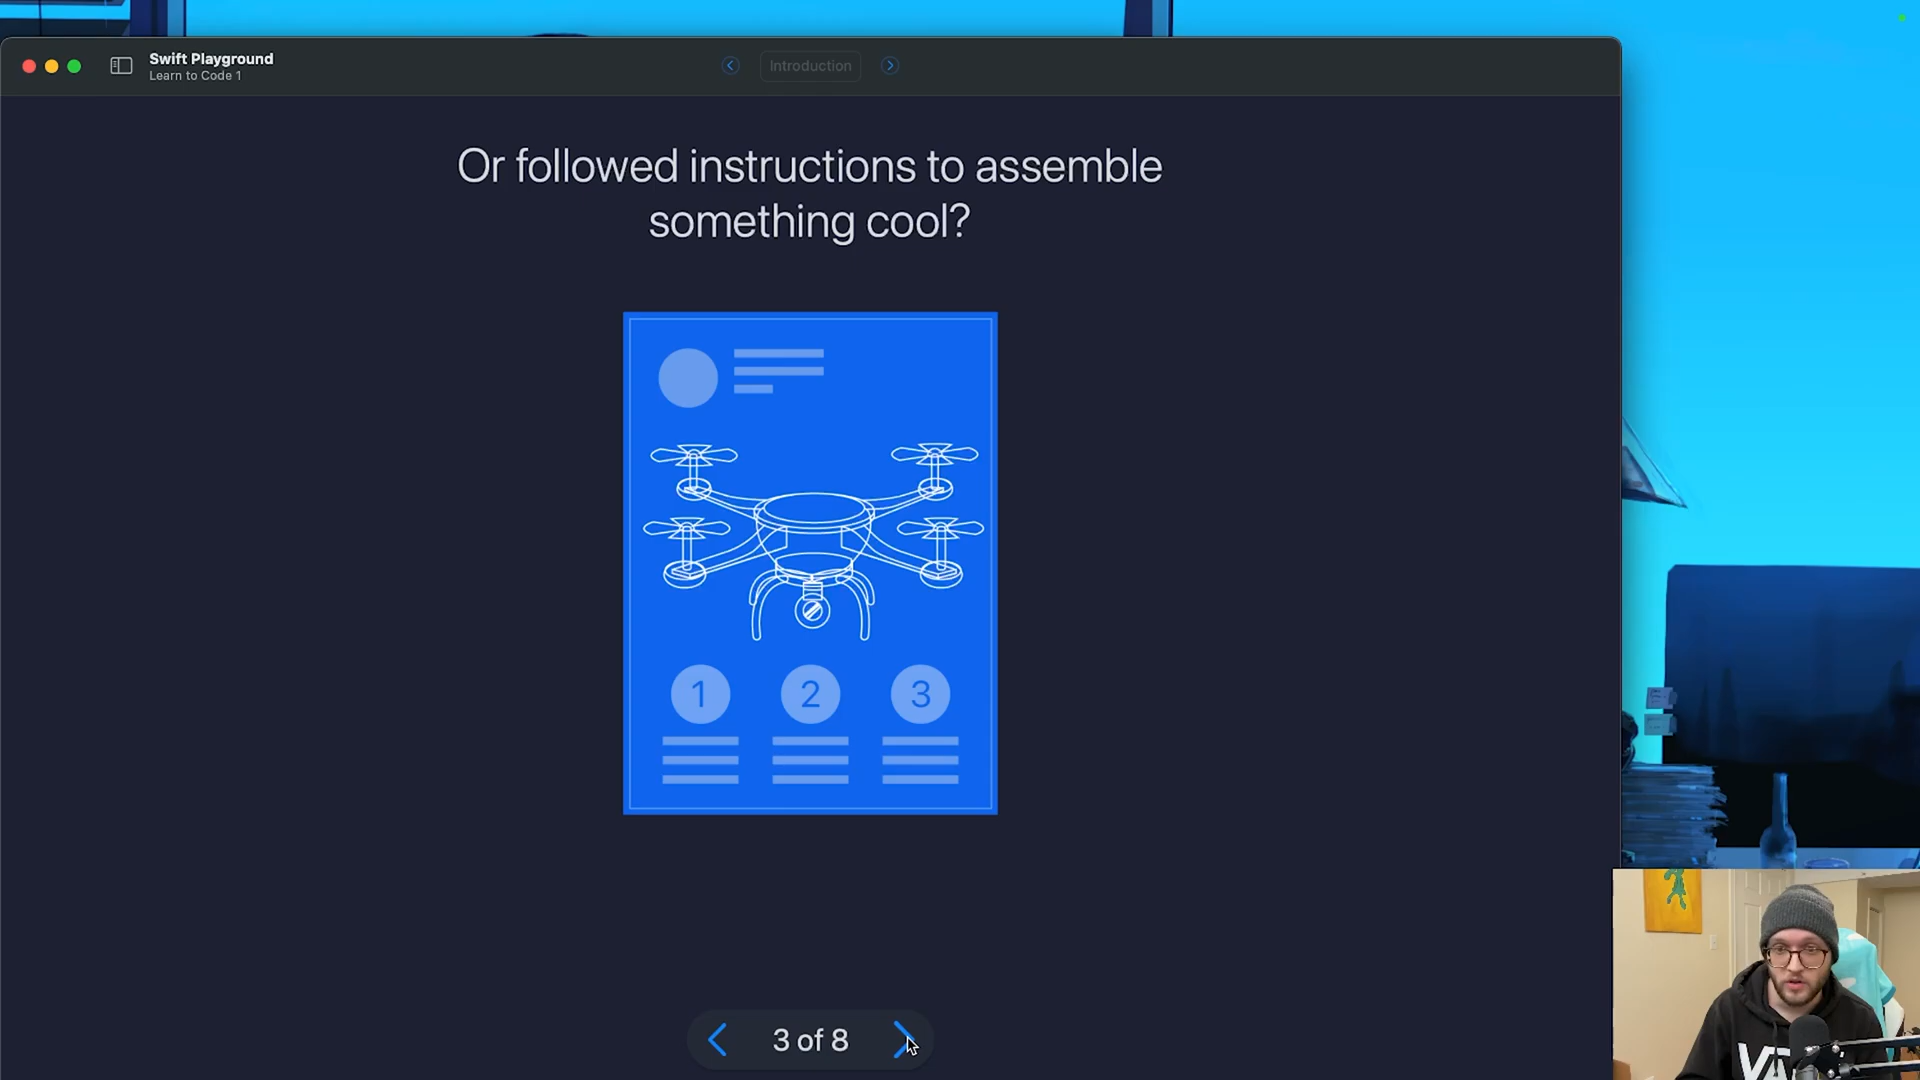 Swift Playground
Learn to Code 1
Introduction
Or followed instructions to assemble
something cool?
1 2 3
3 of 8